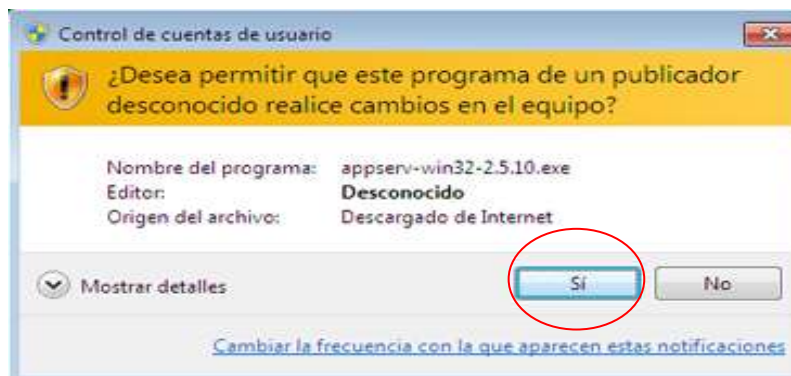 Control de cuentas de usuario
¿Desea permitir que este programa de un publicador
desconocido realice cambios en el equipo?
Nombre del programa: appserv-win32-2.5.10.exe
Editor: Desconocido
Origen del archivo: Descargado de Internet
Mostrar detalles Sí No
Cambiar la frecuencia con la que aparecen estas notificaciones